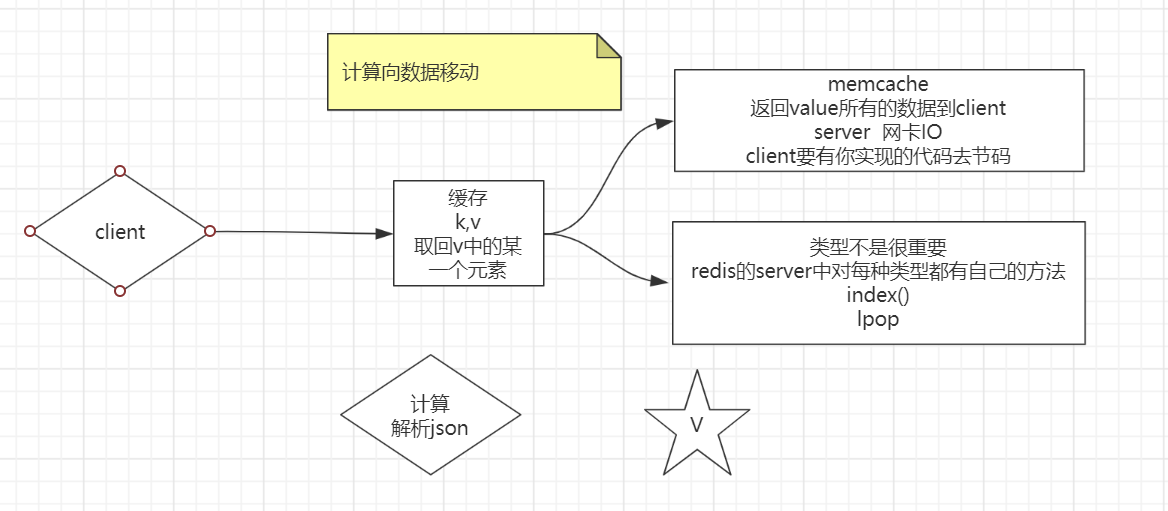 计算向数据移动
memcache
返回value所有的数据到client
server  网卡IO
client要有你实现的代码去节码
client
缓存
k,v
取回v中的某
一个元素
类型不是很重要
redis的server中对每种类型都有自己的方法
index()
lpop
计算
解析json
V